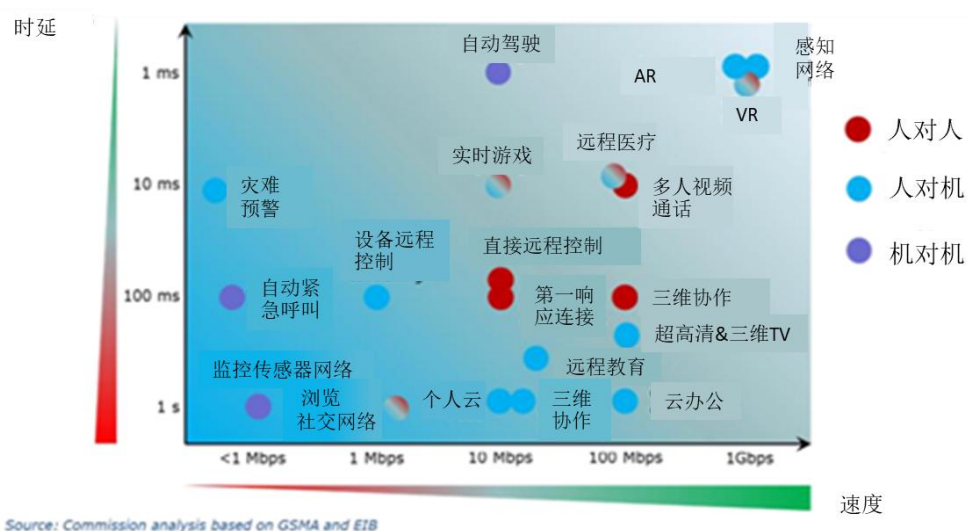 时延
自动驾驶
感知
网络
1 ms
AR
VR
人对人
远程医疗
实时游戏
10 ms
灾难
预警
多人视频
通话
人对机
设备远程
控制
直接远程控制
机对机
100 ms
自动紧
急呼叫
第一响
应连接
三维协作
超高清&三维TV
远程教育
监控传感器网络
1 s
浏览
社交网络
个人云
三维
协作
云办公
<1 Mbps
1 Mbps
10 Mbps
100 Mbps
1Gbps
速度
Source: Commission analysis based on GSMA and EIB